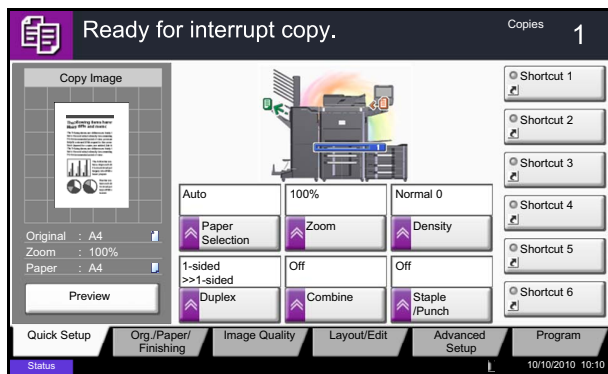 Ready for interrupt copy.
Copies 1
Copy Image
Original : A4
Zoom : 100%
Paper : A4
Preview
Auto
Paper
Selection
100%
Zoom
Normal 0
Density
1-sided
>>1-sided
Duplex
Off
Combine
Off
Staple
/Punch
Shortcut 1
Shortcut 2
Shortcut 3
Shortcut 4
Shortcut 5
Shortcut 6
Quick Setup
Org./Paper/
Finishing
Image Quality
Layout/Edit
Advanced
Setup
Program
Status
10/10/2010 10:10